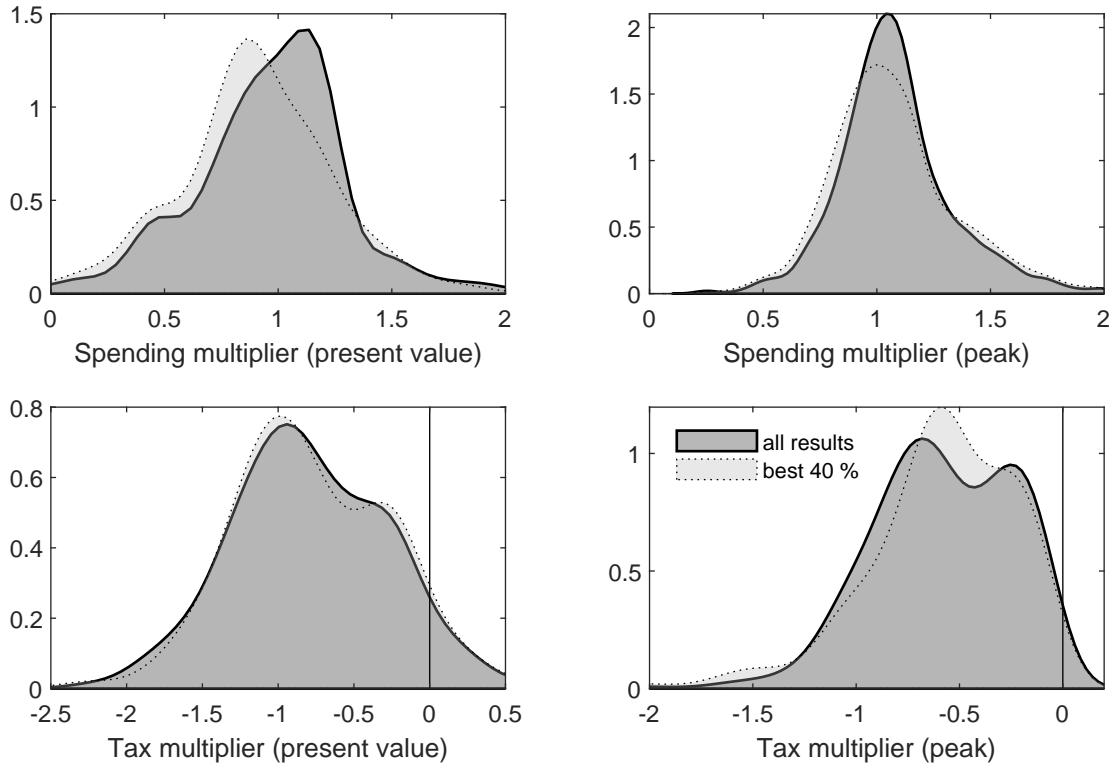 1.5
1
0.5
0
0 0.5 1 1.5 2
Spending multiplier (present value)
2
1.5
1
0.5
0
0 0.5 1 1.5 2
Spending multiplier (peak)
0.8
0.6
0.4
0.2
0
-2.5 -2 -1.5 -1 -0.5 0 0.5
Tax multiplier (present value)
1
0.5
0
all results
best 40 %
-2 -1.5 -1 -0.5 0
Tax multiplier (peak)